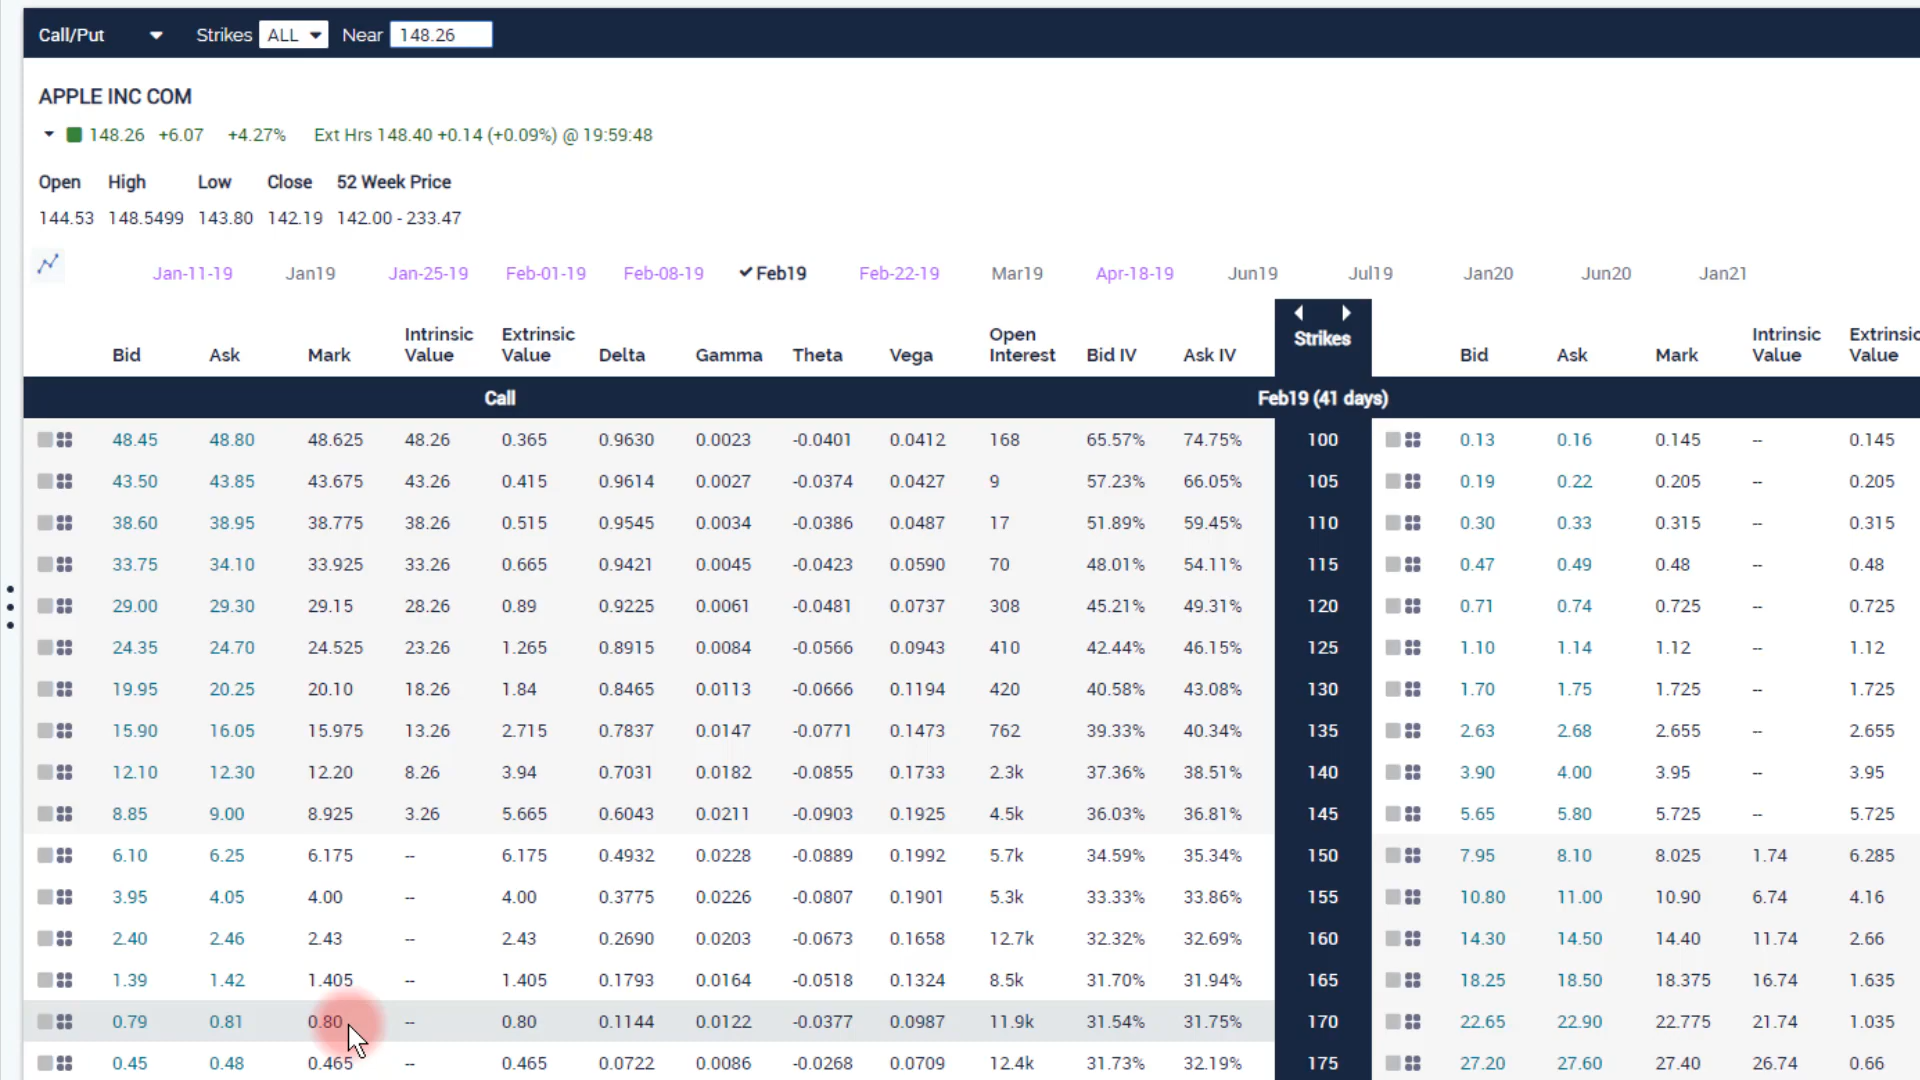 Call/Put Strikes ALL Near 148.26
APPLE INC COM
148.26 +6.07 +4.27% Ext Hrs 148.40 +0.14 (+0.09%) @ 19:59:48
Open High Low Close 52 Week Price
144.53 148.5499 143.80 142.19 142.00 - 233.47
Jan-11-19 Jan19 Jan-25-19 Feb-01-19 Feb-08-19 Feb19 Feb-22-19 Mar19 Apr-18-19 Jun19 Jul19 Jan20 Jun20 Jan21
Bid Ask Mark Intrinsic Value Extrinsic Value Delta Gamma Theta Vega Open Interest Bid IV Ask IV Strikes Bid Ask Mark Intrinsic Value Extrinsic Value
Call Feb19 (41 days)
48.45 48.80 48.625 48.26 0.365 0.9630 0.0023 -0.0401 0.0412 168 65.57% 74.75% 100 0.13 0.16 0.145 -- 0.145
43.50 43.85 43.675 43.26 0.415 0.9614 0.0027 -0.0374 0.0427 9 57.23% 66.05% 105 0.19 0.22 0.205 -- 0.205
38.60 38.95 38.775 38.26 0.515 0.9545 0.0034 -0.0386 0.0487 17 51.89% 59.45% 110 0.30 0.33 0.315 -- 0.315
33.75 34.10 33.925 33.26 0.665 0.9421 0.0045 -0.0423 0.0590 70 48.01% 54.11% 115 0.47 0.49 0.48 -- 0.48
29.00 29.30 29.15 28.26 0.89 0.9225 0.0061 -0.0481 0.0737 308 45.21% 49.31% 120 0.71 0.74 0.725 -- 0.725
24.35 24.70 24.525 23.26 1.265 0.8915 0.0084 -0.0566 0.0943 410 42.44% 46.15% 125 1.10 1.14 1.12 -- 1.12
19.95 20.25 20.10 18.26 1.84 0.8465 0.0113 -0.0666 0.1194 420 40.58% 43.08% 130 1.70 1.75 1.725 -- 1.725
15.90 16.05 15.975 13.26 2.715 0.7837 0.0147 -0.0771 0.1473 762 39.33% 40.34% 135 2.63 2.68 2.655 -- 2.655
12.10 12.30 12.20 8.26 3.94 0.7031 0.0182 -0.0855 0.1733 2.3k 37.36% 38.51% 140 3.90 4.00 3.95 -- 3.95
8.85 9.00 8.925 3.26 5.665 0.6043 0.0211 -0.0903 0.1925 4.5k 36.03% 36.81% 145 5.65 5.80 5.725 -- 5.725
6.10 6.25 6.175 -- 6.175 0.4932 0.0228 -0.0889 0.1992 5.7k 34.59% 35.34% 150 7.95 8.10 8.025 1.74 6.285
3.95 4.05 4.00 -- 4.00 0.3775 0.0226 -0.0807 0.1901 5.3k 33.33% 33.86% 155 10.80 11.00 10.90 6.74 4.16
2.40 2.46 2.43 -- 2.43 0.2690 0.0203 -0.0673 0.1658 12.7k 32.32% 32.69% 160 14.30 14.50 14.40 11.74 2.66
1.39 1.42 1.405 -- 1.405 0.1793 0.0164 -0.0518 0.1324 8.5k 31.70% 31.94% 165 18.25 18.50 18.375 16.74 1.635
0.79 0.81 0.80 -- 0.80 0.1144 0.0122 -0.0377 0.0987 11.9k 31.54% 31.75% 170 22.65 22.90 22.775 21.74 1.035
0.45 0.48 0.465 -- 0.465 0.0722 0.0086 -0.0268 0.0709 12.4k 31.73% 32.19% 175 27.20 27.60 27.40 26.74 0.66